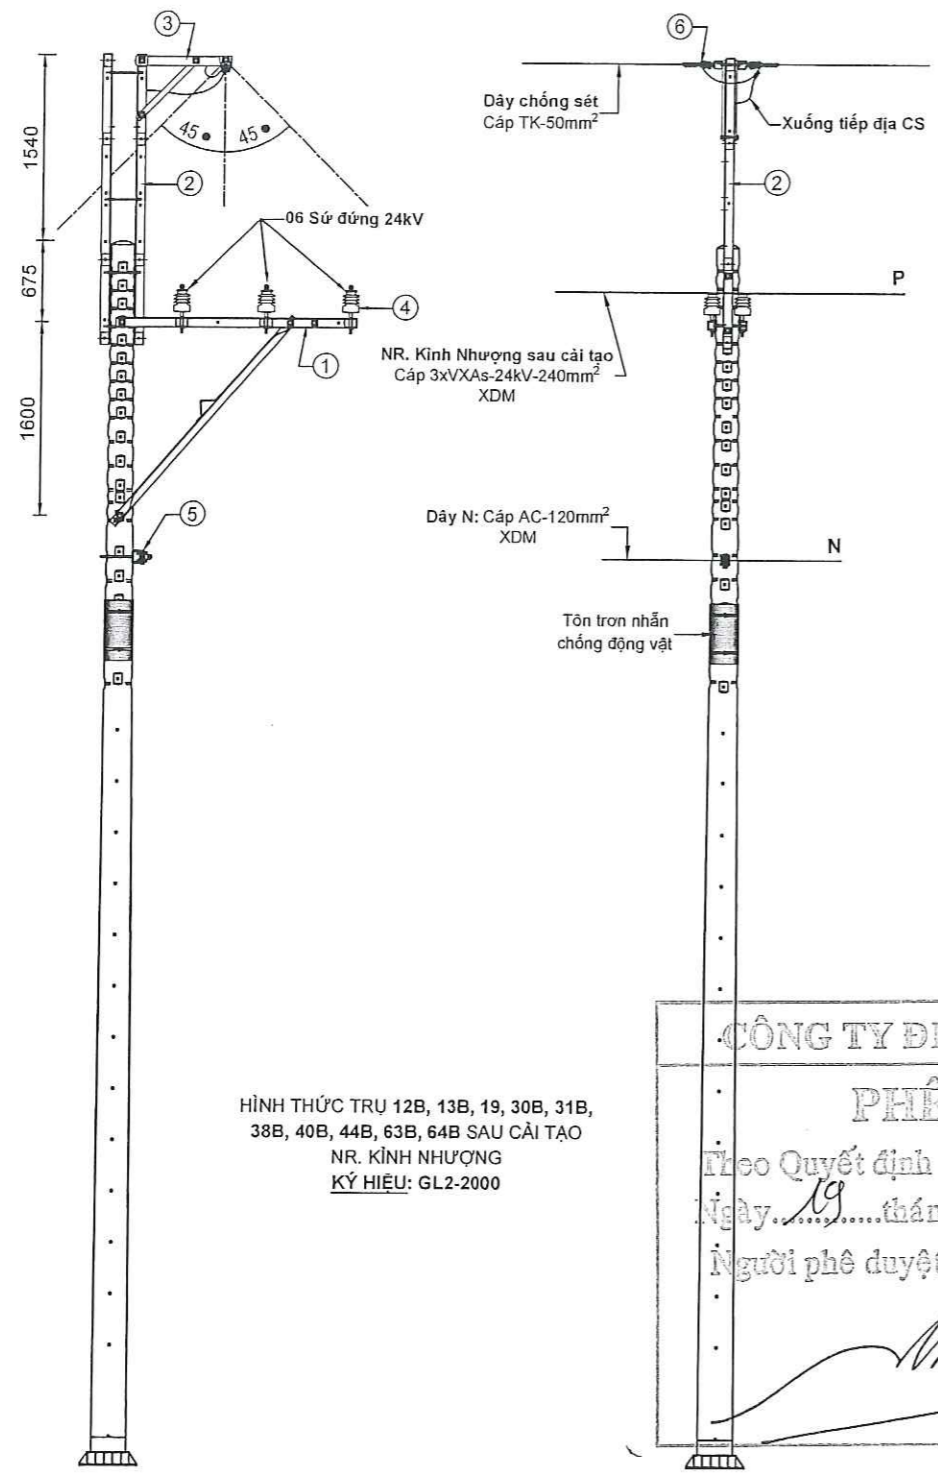 3
6
Dây chống sét
Cáp TK-50mm²
Xuống tiếp địa CS
45 45
1540
2
2
06 Sứ đứng 24kV
675
4
P
1
NR. Kỉnh Nhượng sau cải tạo
Cáp 3xVXAs-24kV-240mm²
XDM
1600
5
Dây N: Cáp AC-120mm²
XDM
N
Tôn trơn nhẵn
chống động vật
HÌNH THỨC TRỤ 12B, 13B, 19, 30B, 31B,
38B, 40B, 44B, 63B, 64B SAU CẢI TẠO
NR. KỈNH NHƯỢNG
KÝ HIỆU: GL2-2000
CÔNG TY
PHÊ
Theo Quyết định
Ngày...19...thán
Người phê duyệt